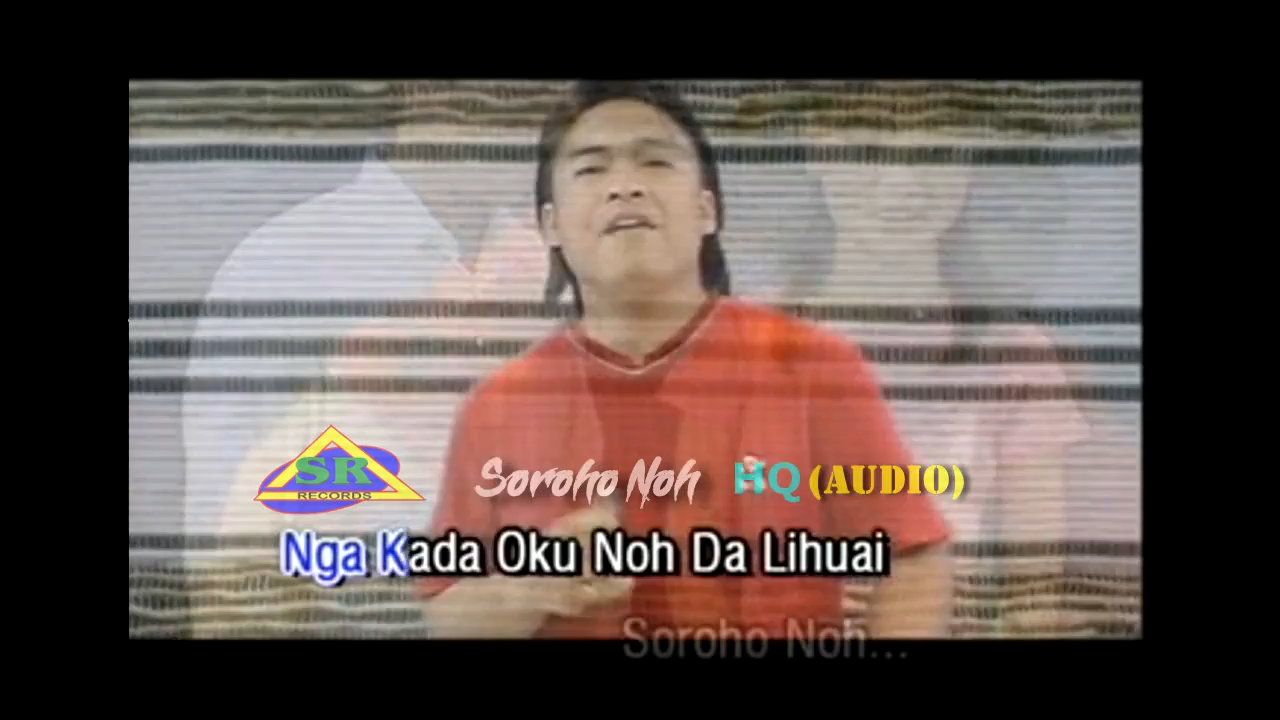 SR
RECORDS
Soroho Noh HQ (AUDIO)
Nga Kada Oku Noh Da Lihuai
Soroho Noh...